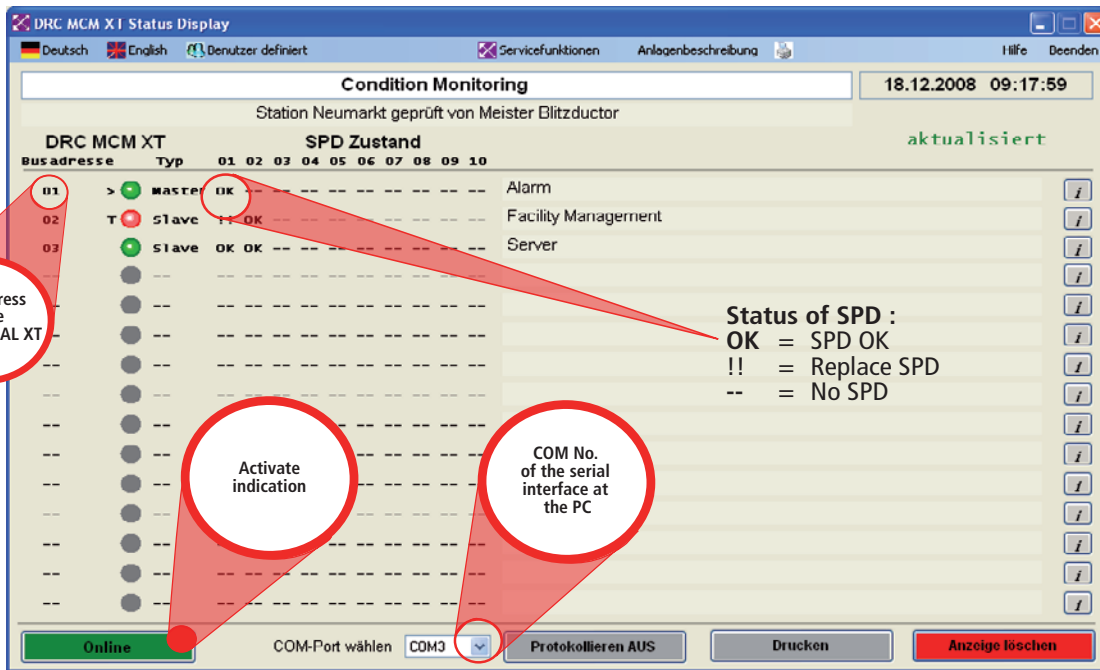 DRC MCM XT Status Display
Deutsch English Benutzer definiert Servicefunktionen Anlagenbeschreibung Hilfe Beenden
Condition Monitoring 18.12.2008 09:17:59
Station Neumarkt geprüft von Meister Blitzductor
aktualisiert
DRC MCM XT SPD Zustand
Busadresse Typ 01 02 03 04 05 06 07 08 09 10
01 > Master OK -- -- -- -- -- -- -- -- -- Alarm i
02 T Slave !! OK -- -- -- -- -- -- -- -- Facility Management i
03 Slave OK OK -- -- -- -- -- -- -- -- Server i
-- -- -- -- -- -- -- -- -- -- -- -- i
-- -- -- -- -- -- -- -- -- -- -- -- i
-- -- -- -- -- -- -- -- -- -- -- -- i
-- -- -- -- -- -- -- -- -- -- -- -- i
-- -- -- -- -- -- -- -- -- -- -- -- i
-- -- -- -- -- -- -- -- i
-- -- -- -- -- -- -- i
-- -- -- -- -- -- i
-- -- -- -- -- -- i
-- -- -- -- -- -- -- i
-- -- -- -- -- -- -- -- -- i
-- -- -- -- -- -- -- -- -- -- i
e
AL XT
Status of SPD :
OK = SPD OK
!! = Replace SPD
-- = No SPD
Activate
indication
COM No.
of the serial
interface at
the PC
Online COM-Port wählen COM3 Protokollieren AUS Drucken Anzeige löschen